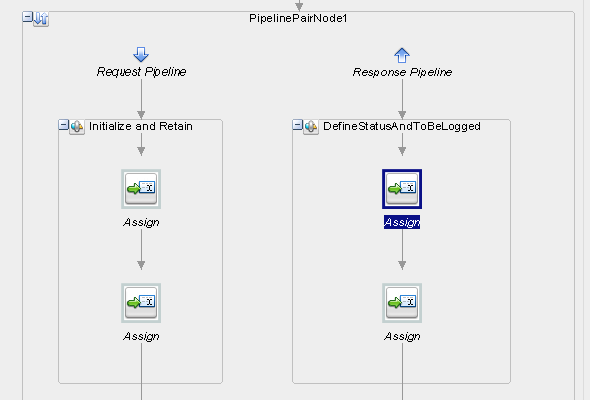 PipelinePairNode1
Request Pipeline
Response Pipeline
Initialize and Retain
DefineStatusAndToBeLogged
Assign
Assign
Assign
Assign